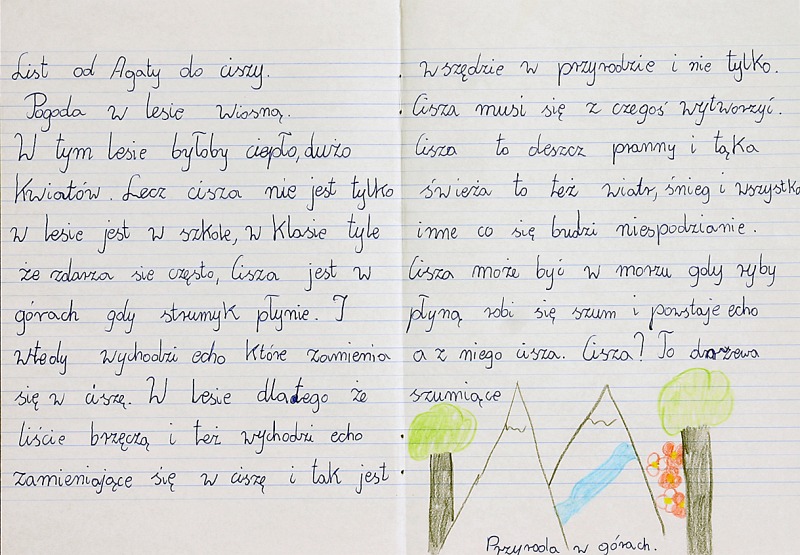 List od Agaty do ciszy.
Pogoda w lesie wiosną.
W tym lesie byłoby ciepło, dużo
kwiatów. Lecz cisza nie jest tylko
w lesie jest w szkole, w klasie tyle
że zdarza sie często, Cisza jest w
górach gdy strumyk płynie. I
wtedy wychodzi echo które zamienia
się w ciszę. W lesie dlatego że
liście brzęczą i też wychodzi echo
zamieniające się w ciszę i tak jest
wszędzie w przyrodzie i nie tylko.
Cisza musi się z czegoś wytworzyć.
Cisza to deszcz pranny i tąka
świeża to też wiatr, śnieg i wszystko
inne co się budzi niespodzianie.
Cisza może być w morzu gdy ryby
płyną robi się szum i powstaje echo
a z niego cisza. Cisza? To drzewa
szumiące
Przyroda w górach.